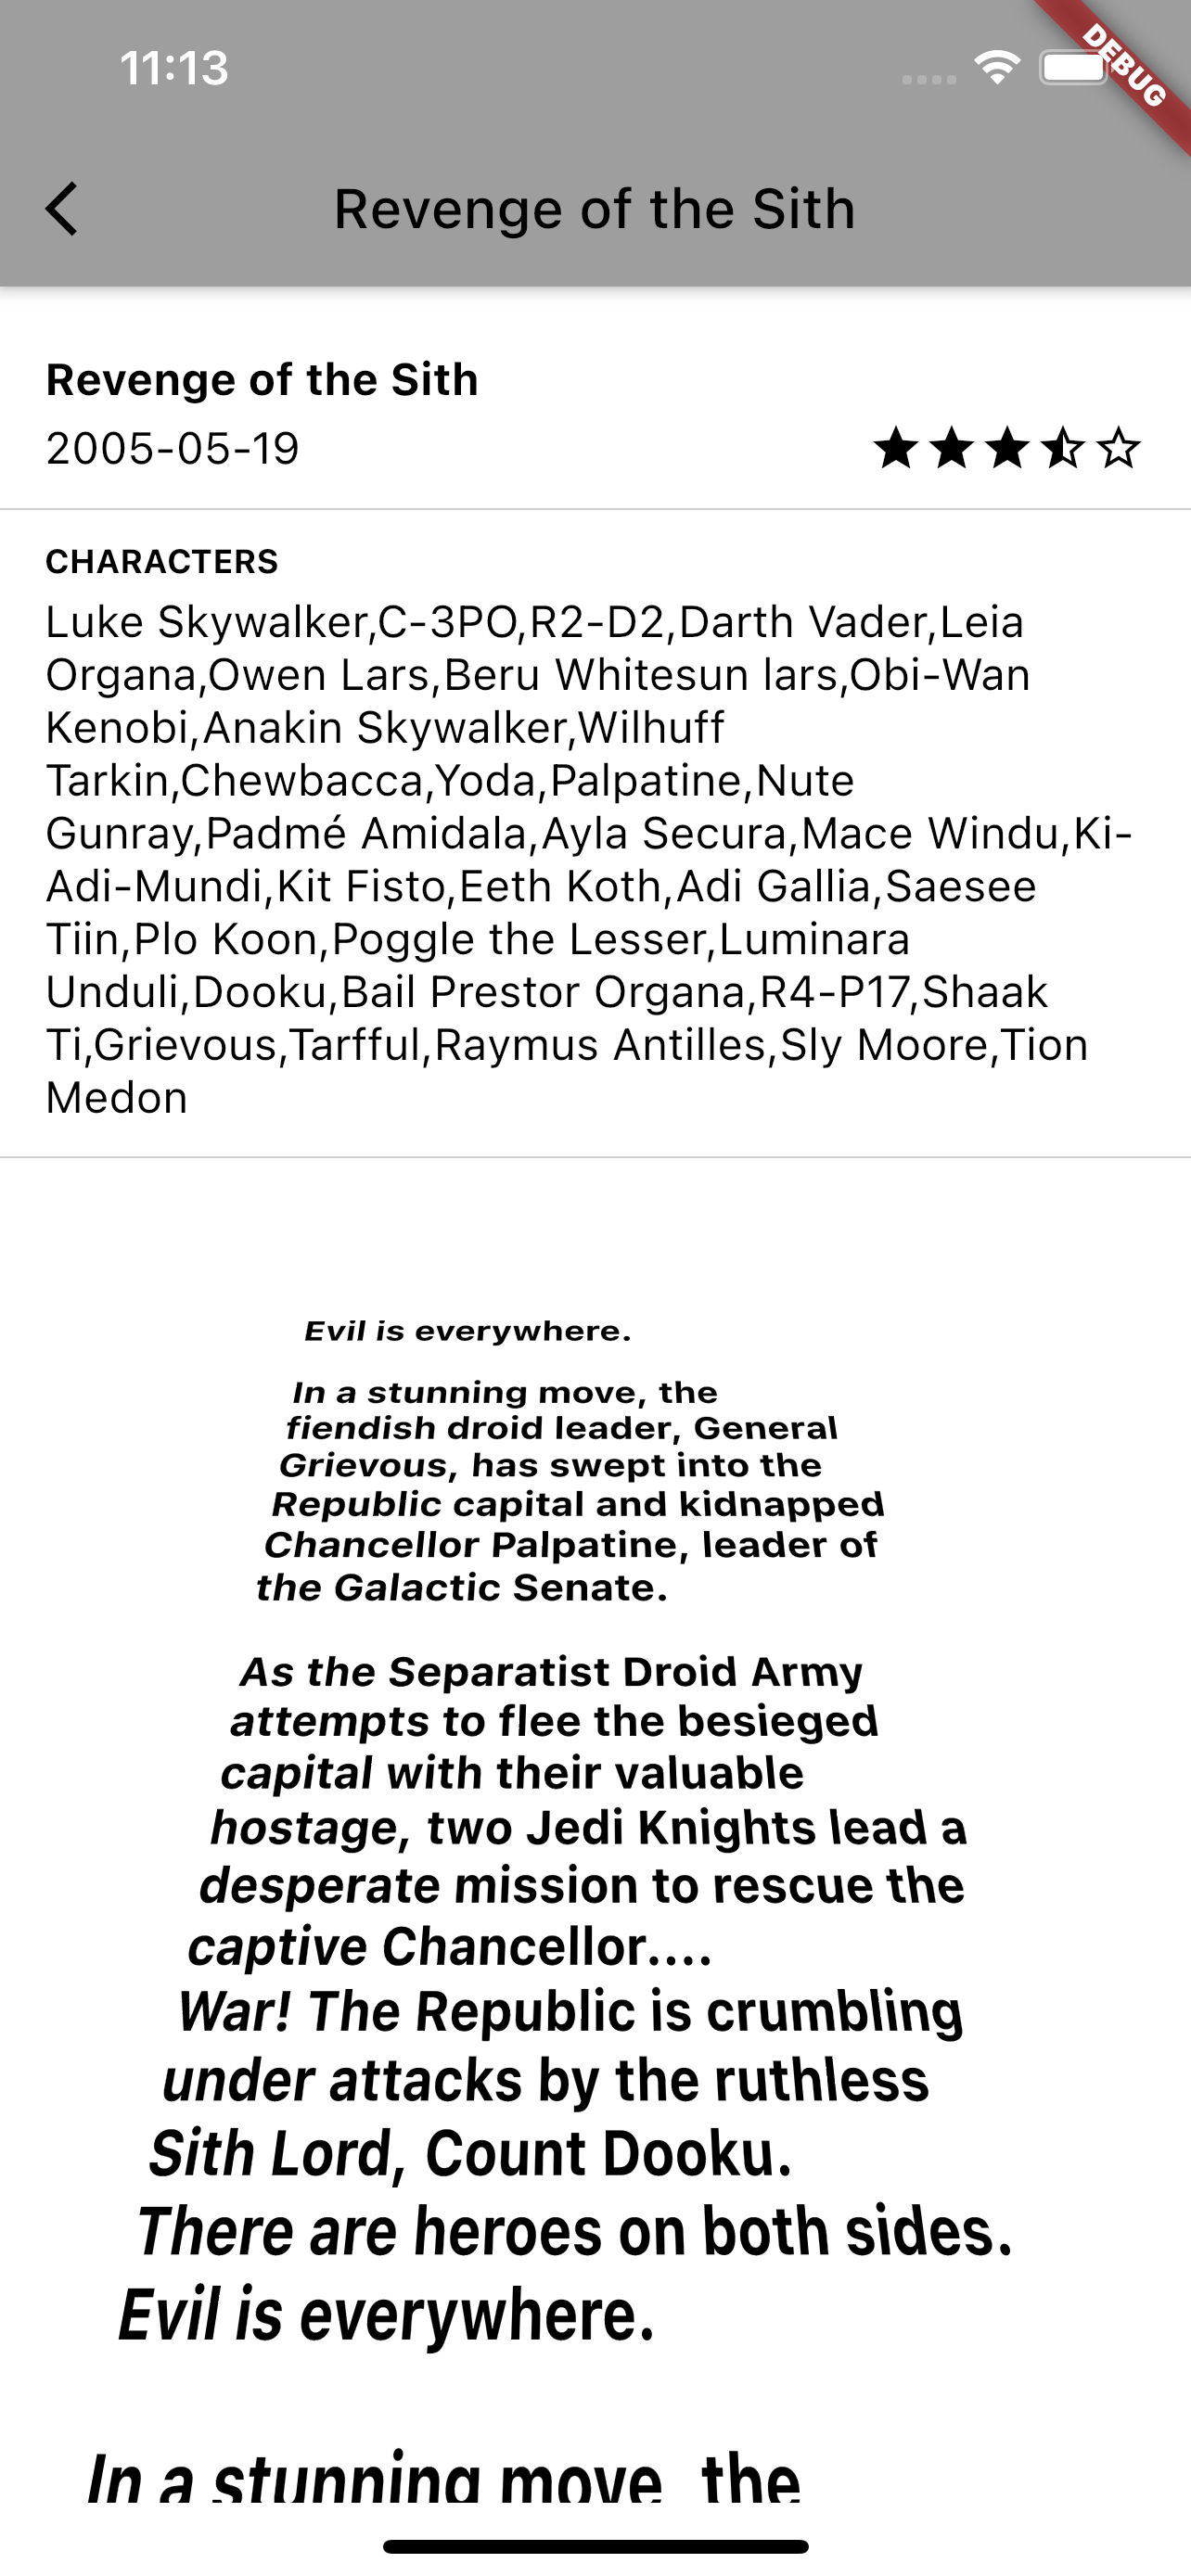 11:13
DEBUG
Revenge of the Sith
Revenge of the Sith
2005-05-19
CHARACTERS
Luke Skywalker,C-3PO,R2-D2,Darth Vader,Leia
Organa,Owen Lars,Beru Whitesun lars,Obi-Wan
Kenobi,Anakin Skywalker,Wilhuff
Tarkin,Chewbacca,Yoda,Palpatine,Nute
Gunray,Padmé Amidala,Ayla Secura,Mace Windu,Ki-
Adi-Mundi,Kit Fisto,Eeth Koth,Adi Gallia,Saesee
Tiin,Plo Koon,Poggle the Lesser,Luminara
Unduli,Dooku,Bail Prestor Organa,R4-P17,Shaak
Ti,Grievous,Tarfful,Raymus Antilles,Sly Moore,Tion
Medon
Evil is everywhere.
In a stunning move, the
fiendish droid leader, General
Grievous, has swept into the
Republic capital and kidnapped
Chancellor Palpatine, leader of
the Galactic Senate.
As the Separatist Droid Army
attempts to flee the besieged
capital with their valuable
hostage, two Jedi Knights lead a
desperate mission to rescue the
captive Chancellor....
War! The Republic is crumbling
under attacks by the ruthless
Sith Lord, Count Dooku.
There are heroes on both sides.
Evil is everywhere.
In a stunning move, the